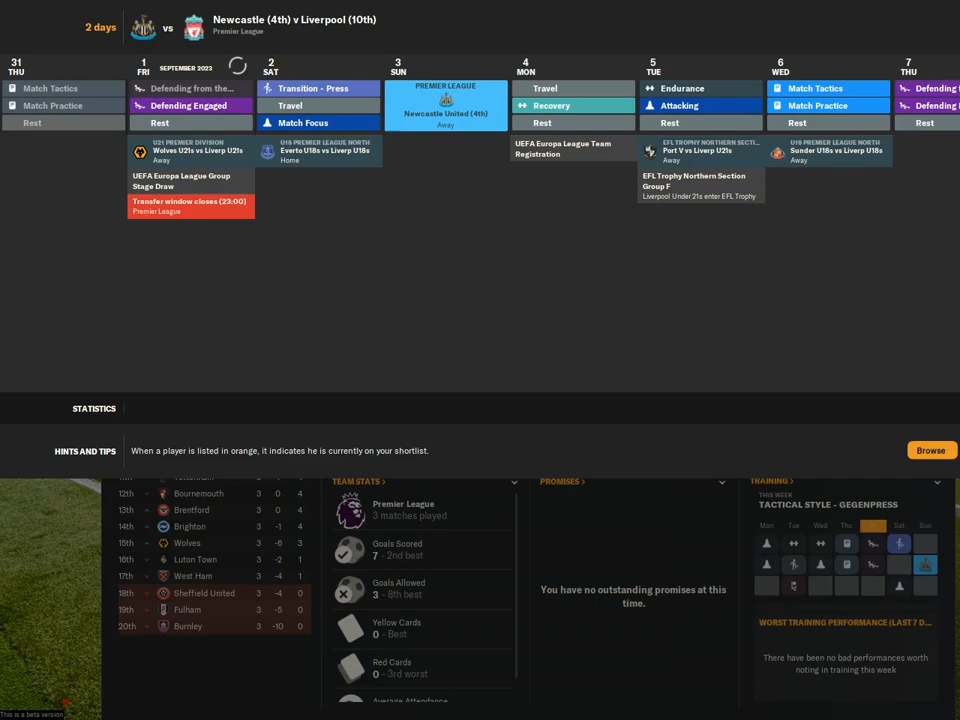 2 days
vs
Newcastle (4th) v Liverpool (10th)
Premier League
31
THU
1
FRI
SEPTEMBER 2023
2
SAT
3
SUN
4
MON
5
TUE
6
WED
7
THU
Match Tactics
Defending from the...
Transition - Press
PREMIER LEAGUE
Newcastle United (4th)
Away
Travel
Endurance
Match Tactics
Defending
Match Practice
Defending Engaged
Travel
Recovery
Attacking
Match Practice
Defending
Rest
Rest
Match Focus
Rest
Rest
Rest
Rest
U21 PREMIER DIVISION
Wolves U21s vs Liverp U21s
Away
U18 PREMIER LEAGUE NORTH
Everto U18s vs Liverp U18s
Home
UEFA Europa League Team
Registration
EFL TROPHY NORTHERN SECTI...
Port V vs Liverp U21s
Away
U18 PREMIER LEAGUE NORTH
Sunder U18s vs Liverp U18s
Away
UEFA Europa League Group
Stage Draw
EFL Trophy Northern Section
Group F
Liverpool Under 21s enter EFL Trophy
Transfer window closes (23:00)
Premier League
STATISTICS
HINTS AND TIPS
When a player is listed in orange, it indicates he is currently on your shortlist.
Browse
12th Bournemouth 3 0 4
13th Brentford 3 0 4
14th Brighton 3 -1 4
15th Wolves 3 -6 3
16th Luton Town 3 -2 1
17th West Ham 3 -4 1
18th Sheffield United 3 -4 0
19th Fulham 3 -5 0
20th Burnley 3 -10 0
TEAM STATS >
Premier League
3 matches played
Goals Scored
7 - 2nd best
Goals Allowed
3 - 8th best
Yellow Cards
0 - Best
Red Cards
0 - 3rd worst
Average Attendance
PROMISES >
You have no outstanding promises at this
time.
TRAINING >
THIS WEEK
TACTICAL STYLE - GEGENPRESS
Mon Tue Wed Thu Sat Sun
WORST TRAINING PERFORMANCE (LAST 7 D...
There have been no bad performances worth
noting in training this week
This is a beta version